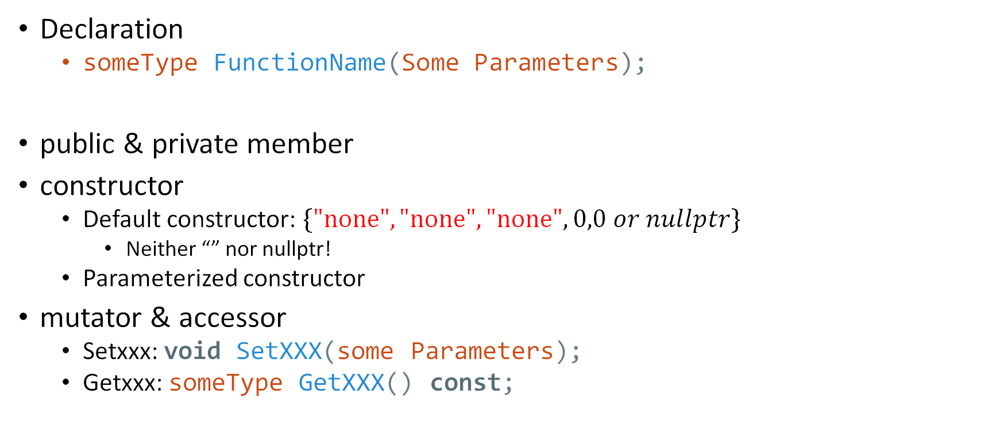 • Declaration
• someType FunctionName(Some Parameters);
• public & private member
• constructor
• Default constructor: {"none", "none", "none", 0,0 or nullptr}
• Neither “” nor nullptr!
• Parameterized constructor
• mutator & accessor
• Setxxx: void SetXXX(some Parameters);
• Getxxx: someType GetXXX() const;